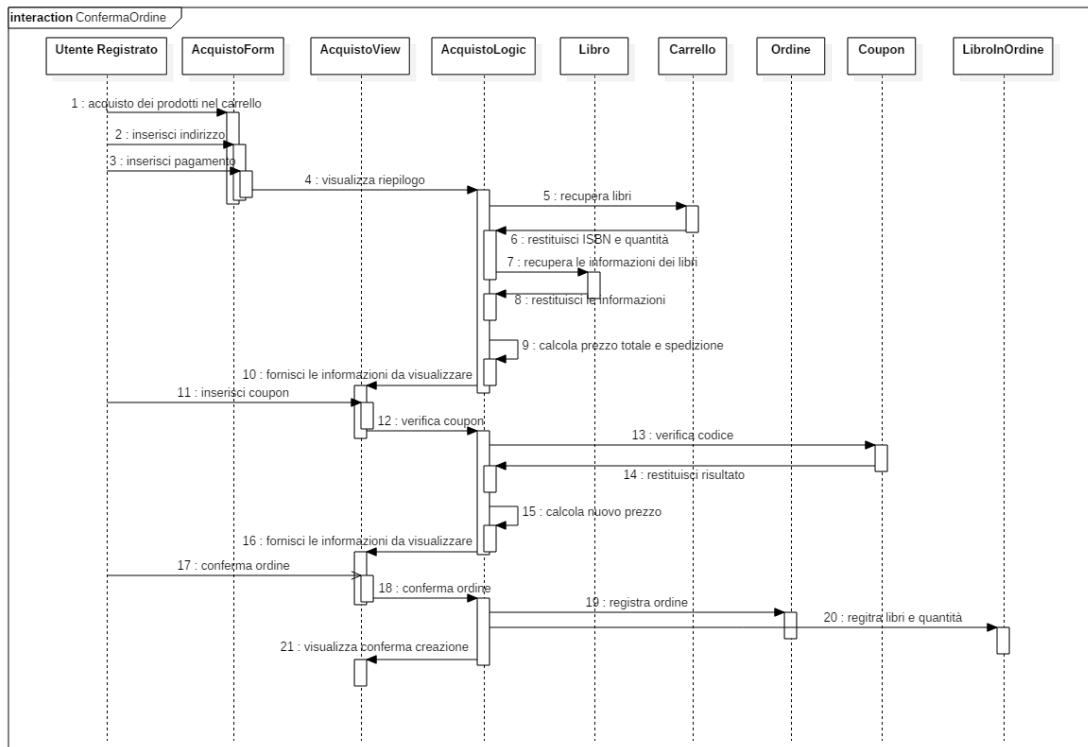 interaction ConfermaOrdine
Utente Registrato
AcquistoForm
AcquistoView
AcquistoLogic
Libro
Carrello
Ordine
Coupon
LibroInOrdine
1 : acquisto dei prodotti nel carrello
2 : inserisci indirizzo
3 : inserisci pagamento
4 : visualizza riepilogo
5 : recupera libri
6 : restituisci ISBN e quantità
7 : recupera le informazioni dei libri
8 : restituisci le informazioni
9 : calcola prezzo totale e spedizione
10 : fornisci le informazioni da visualizzare
11 : inserisci coupon
12 : verifica coupon
13 : verifica codice
14 : restituisci risultato
15 : calcola nuovo prezzo
16 : fornisci le informazioni da visualizzare
17 : conferma ordine
18 : conferma ordine
19 : registra ordine
20 : regitra libri e quantità
21 : visualizza conferma creazione